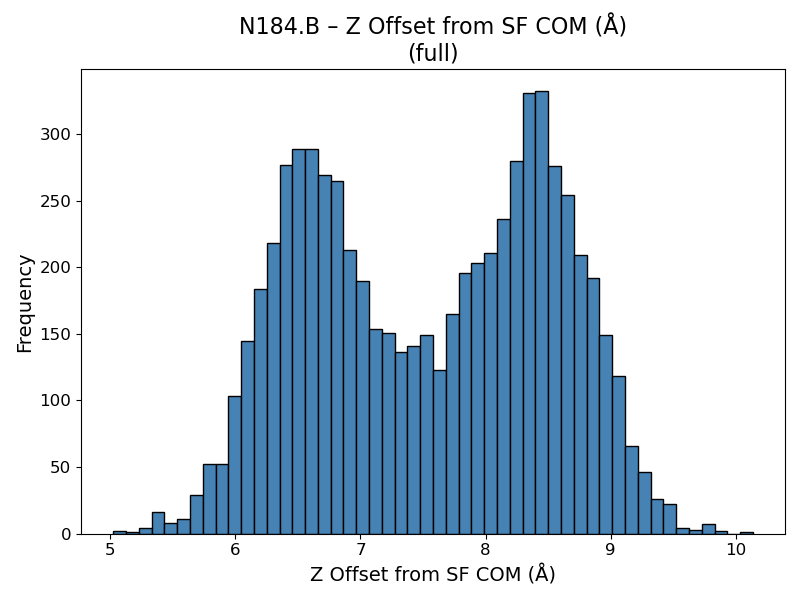 N184.B – Z Offset from SF COM (Å)
(full)
Frequency
300
250
200
150
100
50
0
5 6 7 8 9 10
Z Offset from SF COM (Å)